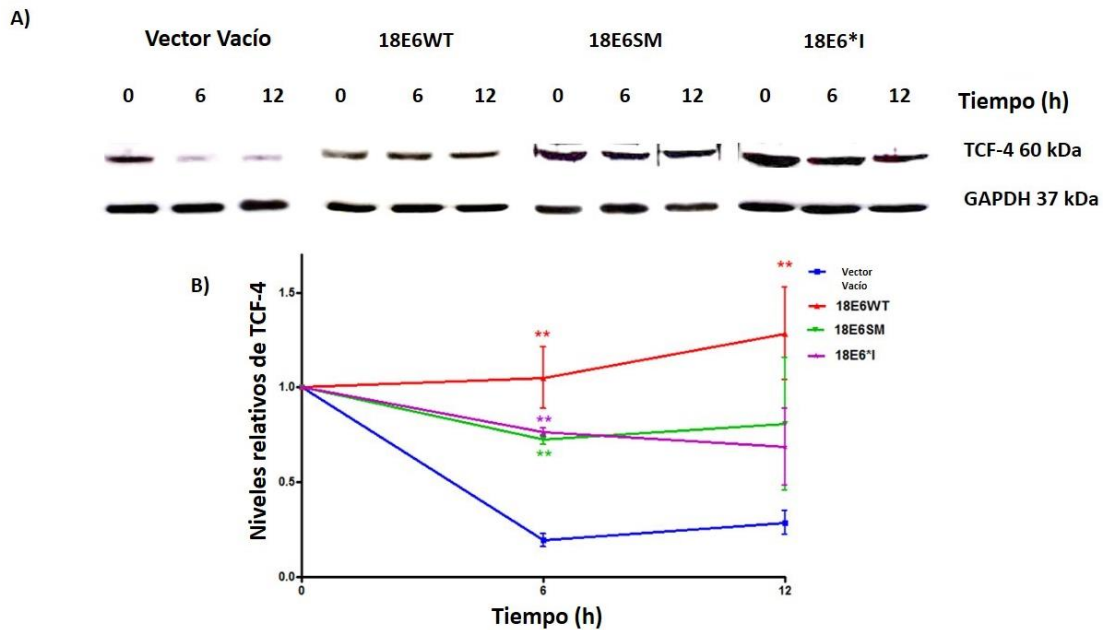 A)
Vector Vacío 18E6WT 18E6SM 18E6*I
0 6 12 0 6 12 0 6 12 0 6 12 Tiempo (h)
TCF-4 60 kDa
GAPDH 37 kDa
B)
Niveles relativos de TCF-4
1.5
1.0
0.5
0.0
0 6 12
Tiempo (h)
**
**
**
**
Vector
Vacío
18E6WT
18E6SM
18E6*I